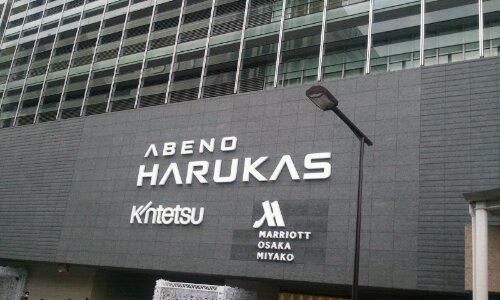 ABENO
HARUKAS
Kintetsu
MARRIOTT
OSAKA
MIYAKO